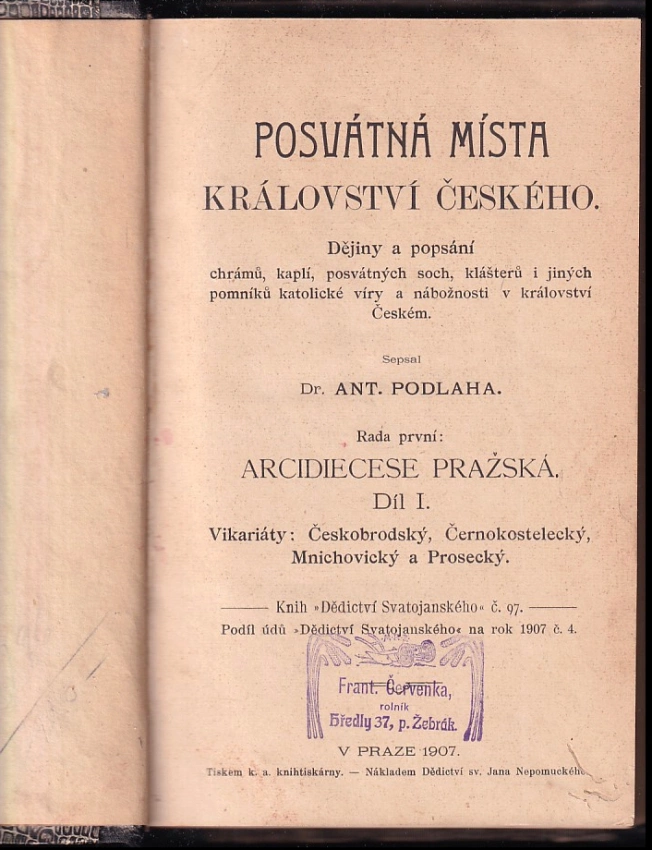 POSVÁTNÁ MÍSTA
KRÁLOVSTVÍ ČESKÉHO.
Dějiny a popsání
chrámů, kaplí, posvátných soch, klášterů i jiných
pomníků katolické víry a nábožnosti v království
Českém.
Sepsal
Dr. ANT. PODLAHA.
Rada první:
ARCIDIECESE PRAŽSKÁ.
Díl I.
Vikariáty: Českobrodský, Černokostelecký,
Mnichovický a Prosecký.
Knih »Dědictví Svatojanského« č. 97.
Podíl údů »Dědictví Svatojanského« na rok 1907 č. 4.
Frant. Červenka,
rolník
Hředly 37, p. Žebrák.
V PRAZE 1907.
Tiskem k. a. knihtiskárny. — Nákladem Dědictví sv. Jana Nepomuckého.